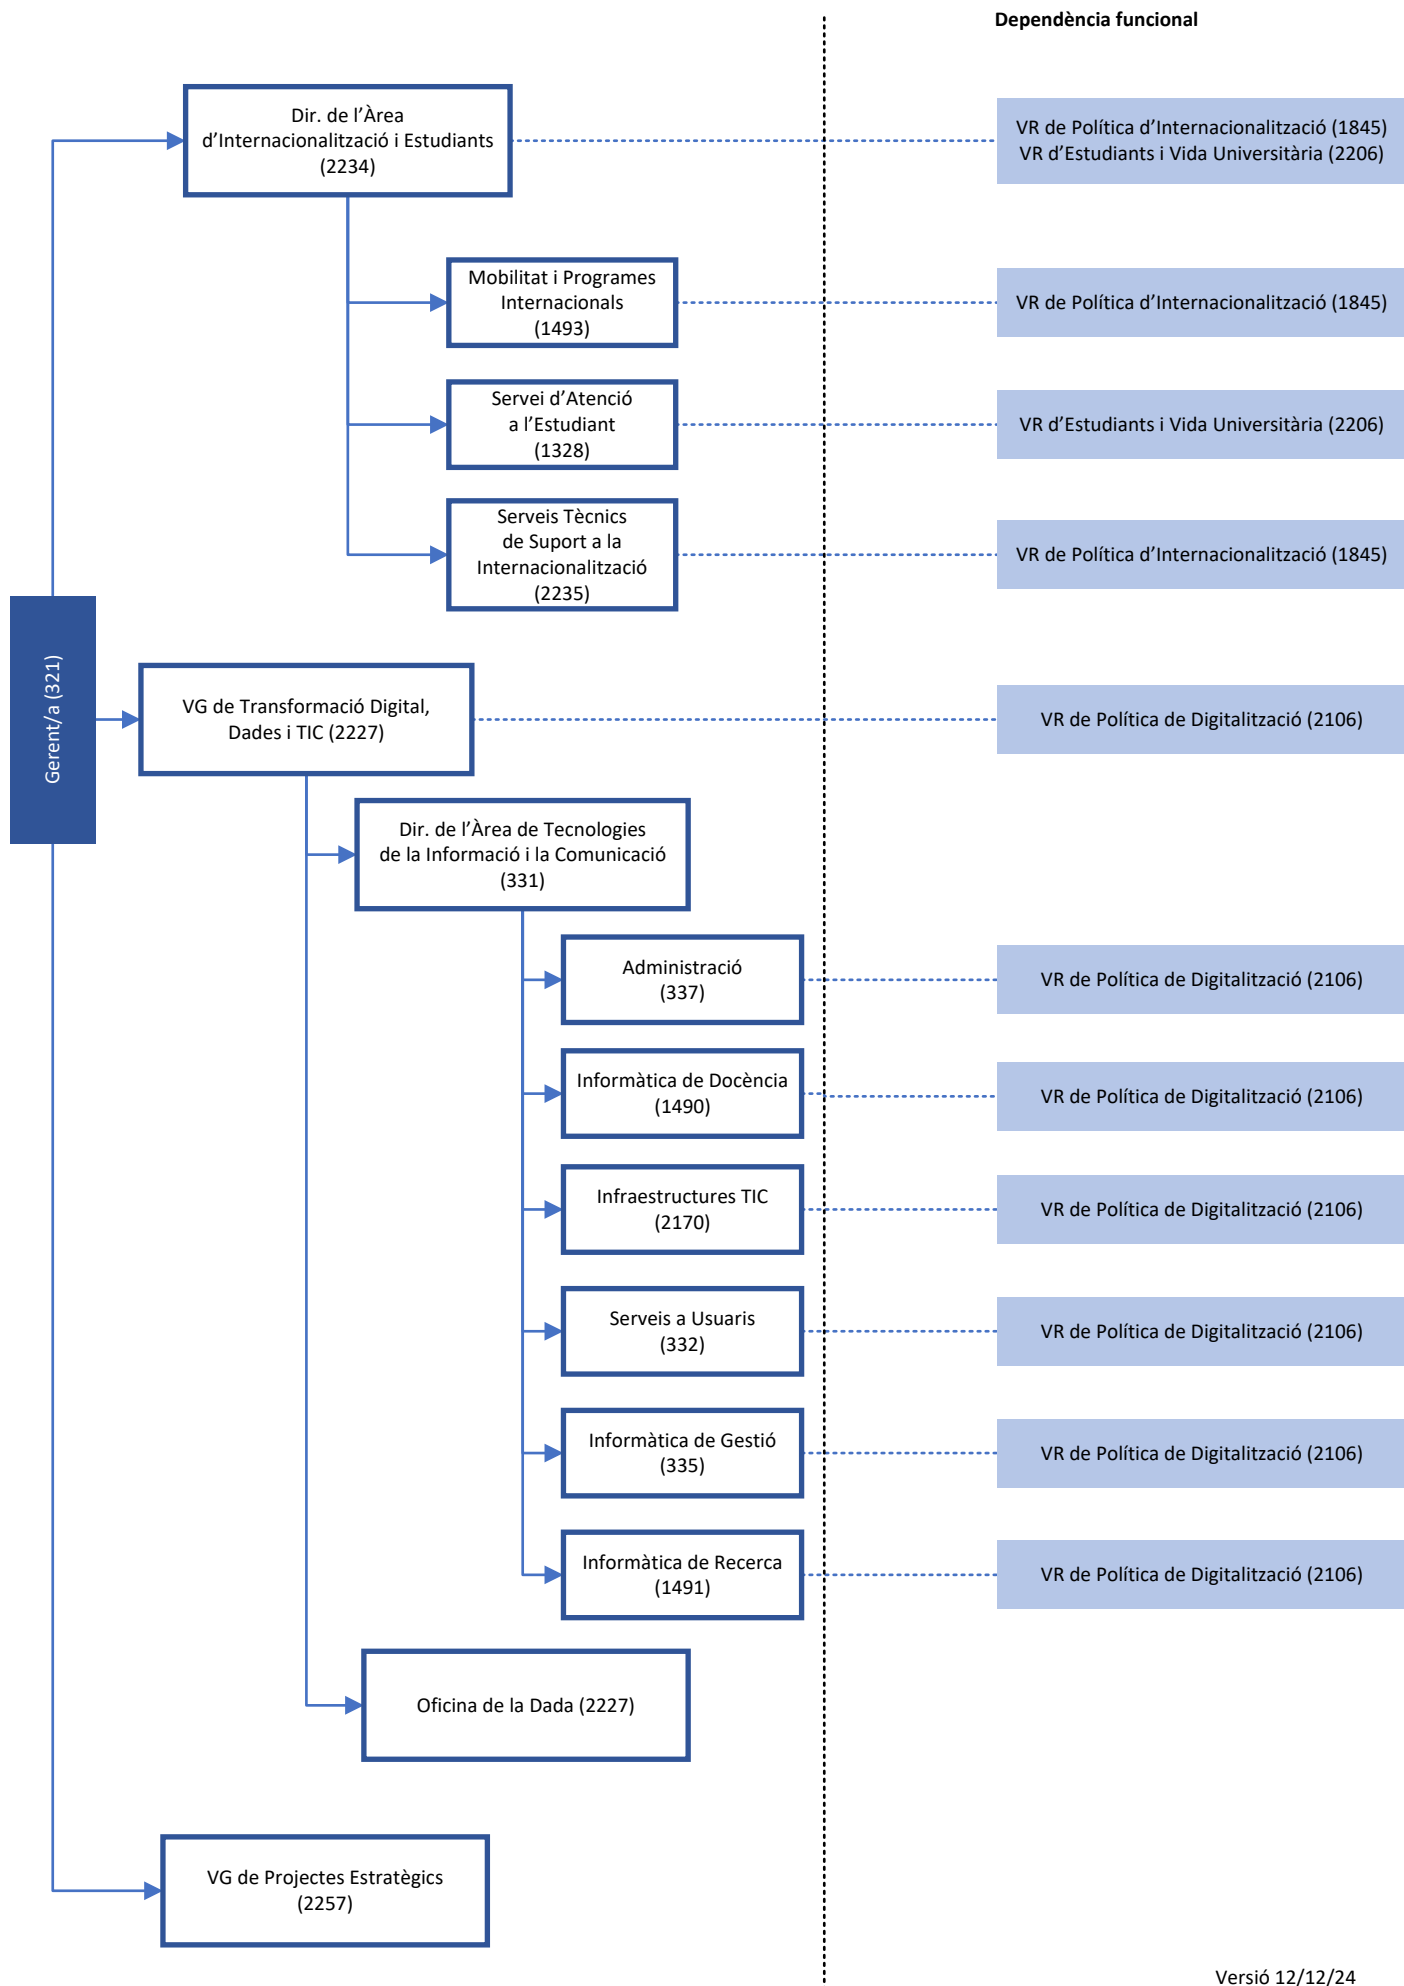 Dependència funcional
Dir. de l’Àrea
d’Internacionalització i Estudiants
(2234)
VR de Política d’Internacionalització (1845)
VR d’Estudiants i Vida Universitària (2206)
Mobilitat i Programes
Internacionals
(1493)
VR de Política d’Internacionalització (1845)
Servei d’Atenció
a l’Estudiant
(1328)
VR d’Estudiants i Vida Universitària (2206)
Serveis Tècnics
de Suport a la
Internacionalització
(2235)
VR de Política d’Internacionalització (1845)
Gerent/a (321)
VG de Transformació Digital,
Dades i TIC (2227)
VR de Política de Digitalització (2106)
Dir. de l’Àrea de Tecnologies
de la Informació i la Comunicació
(331)
Administració
(337)
VR de Política de Digitalització (2106)
Informàtica de Docència
(1490)
VR de Política de Digitalització (2106)
Infraestructures TIC
(2170)
VR de Política de Digitalització (2106)
Serveis a Usuaris
(332)
VR de Política de Digitalització (2106)
Informàtica de Gestió
(335)
VR de Política de Digitalització (2106)
Informàtica de Recerca
(1491)
VR de Política de Digitalització (2106)
Oficina de la Dada (2227)
VG de Projectes Estratègics
(2257)
Versió 12/12/24